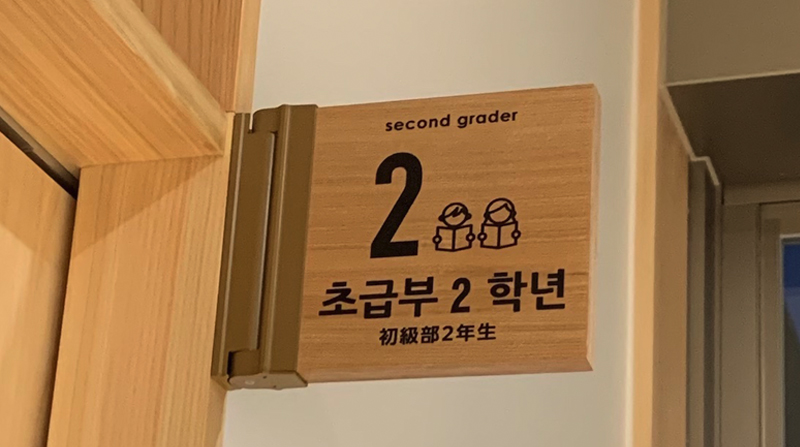 second grader
2
초급부 2 학년
初級部2年生